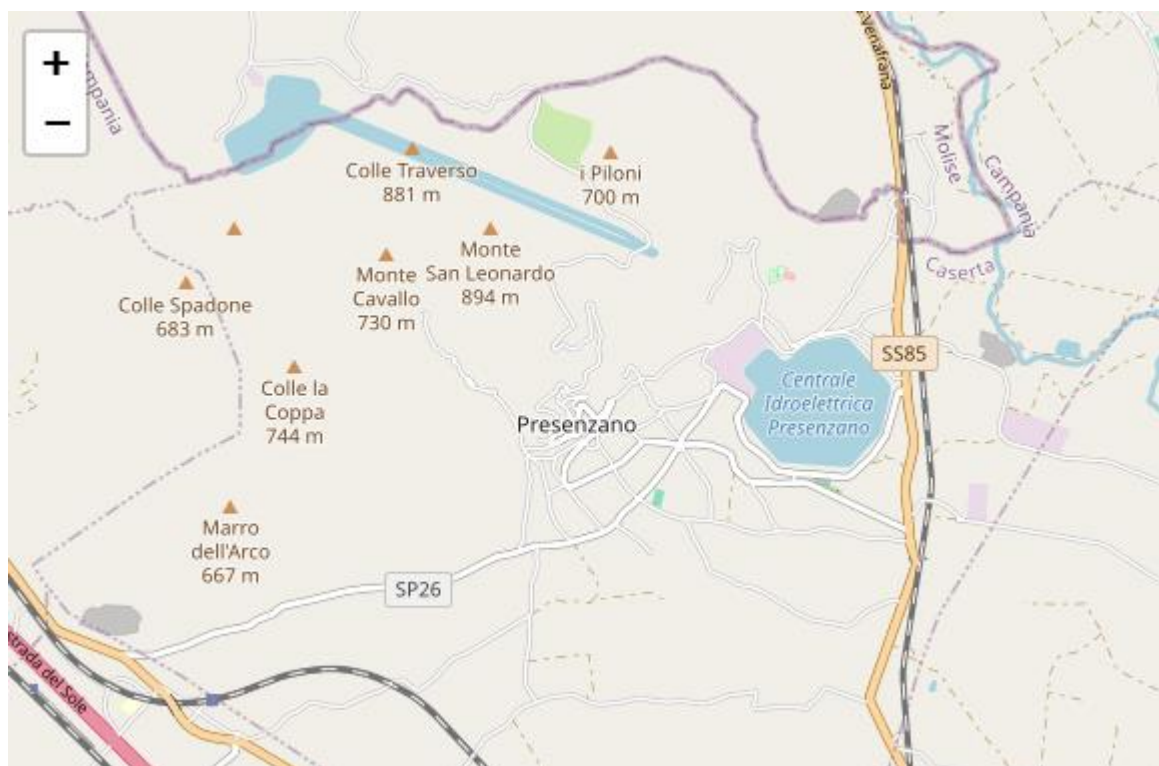 +
−
Campania
Venafrana
Molise
Campania
Caserta
Colle Traverso
881 m
i Piloni
700 m
Monte
San Leonardo
894 m
Monte
Cavallo
730 m
Colle Spadone
683 m
Colle la
Coppa
744 m
SS85
Centrale
Idroelettrica
Presenzano
Presenzano
Marro
dell'Arco
667 m
SP26
strada del Sole